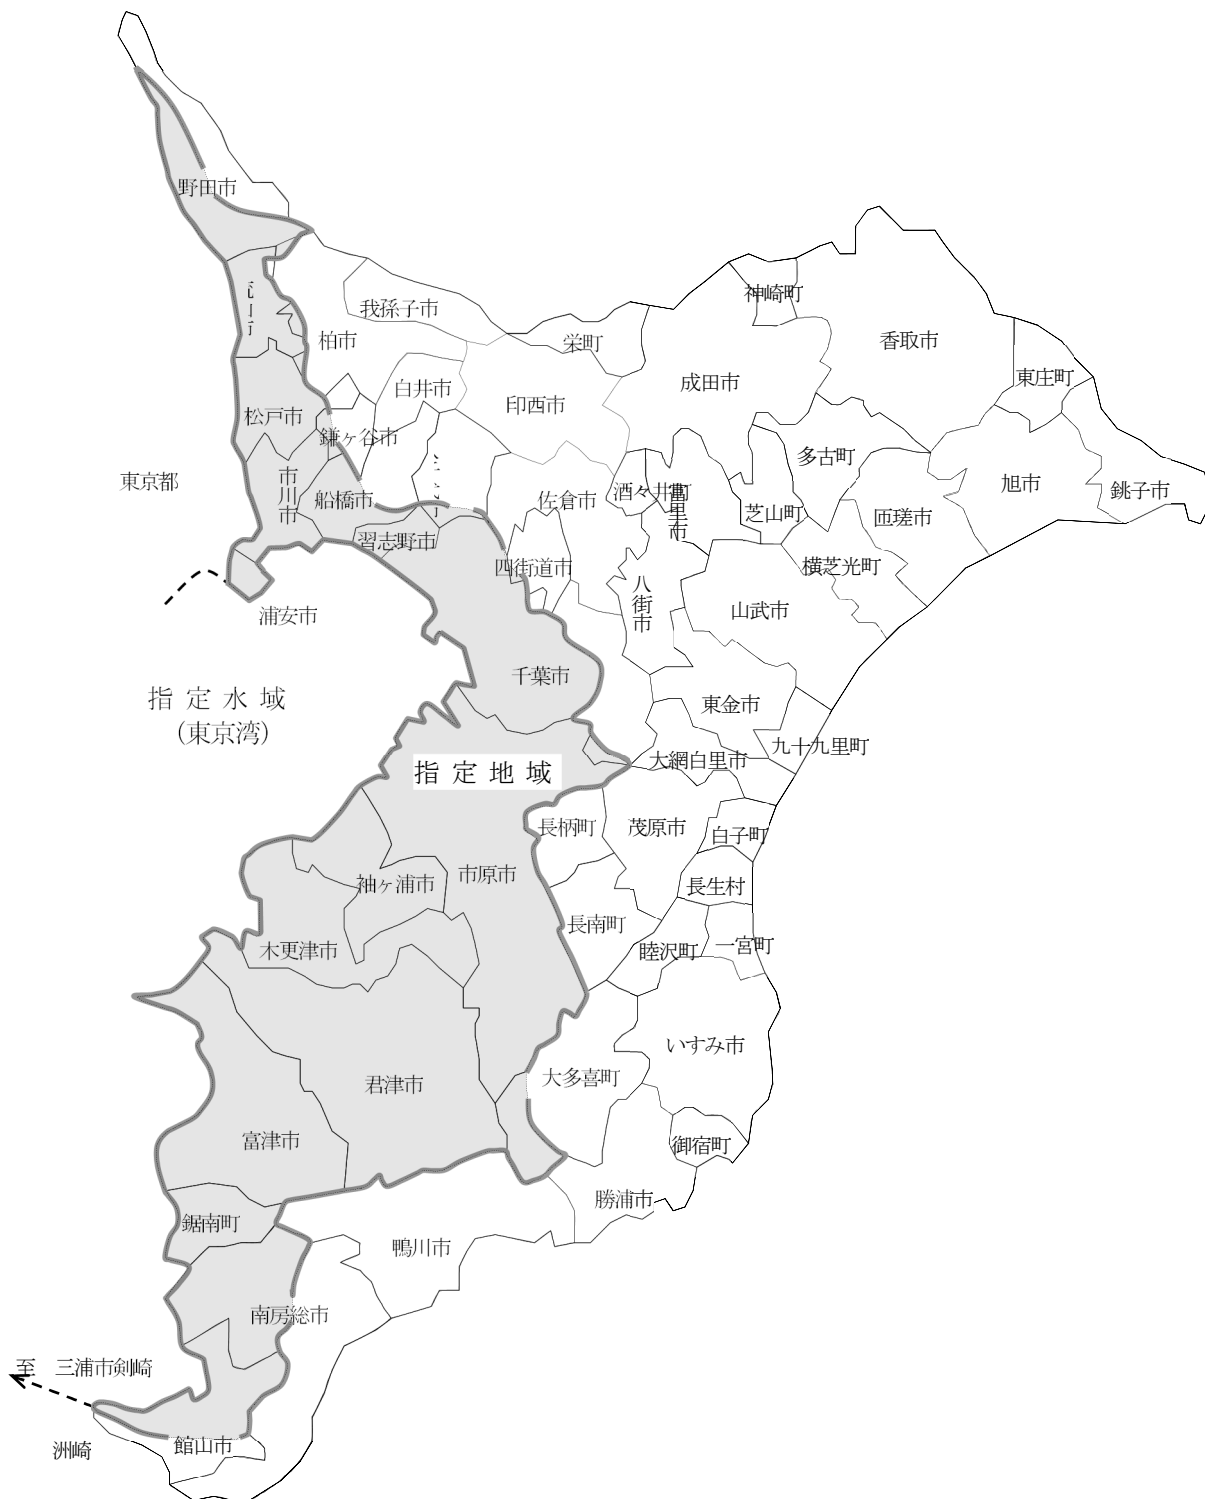 野田市
我孫子市
柏市
栄町
神崎町
香取市
成田市
東庄町
白井市
印西市
松戸市
鎌ヶ谷市
多古町
東京都
市川市
船橋市
佐倉市
酒々井町
富里市
旭市
銚子市
芝山町
匝瑳市
習志野市
四街道市
八街市
横芝光町
山武市
浦安市
千葉市
指定水域
(東京湾)
東金市
九十九里町
大網白里市
指定地域
長柄町
茂原市
白子町
袖ヶ浦市
市原市
長生村
長南町
木更津市
睦沢町
一宮町
いすみ市
君津市
大多喜町
富津市
御宿町
勝浦市
鋸南町
鴨川市
南房総市
至 三浦市剣崎
館山市
洲崎